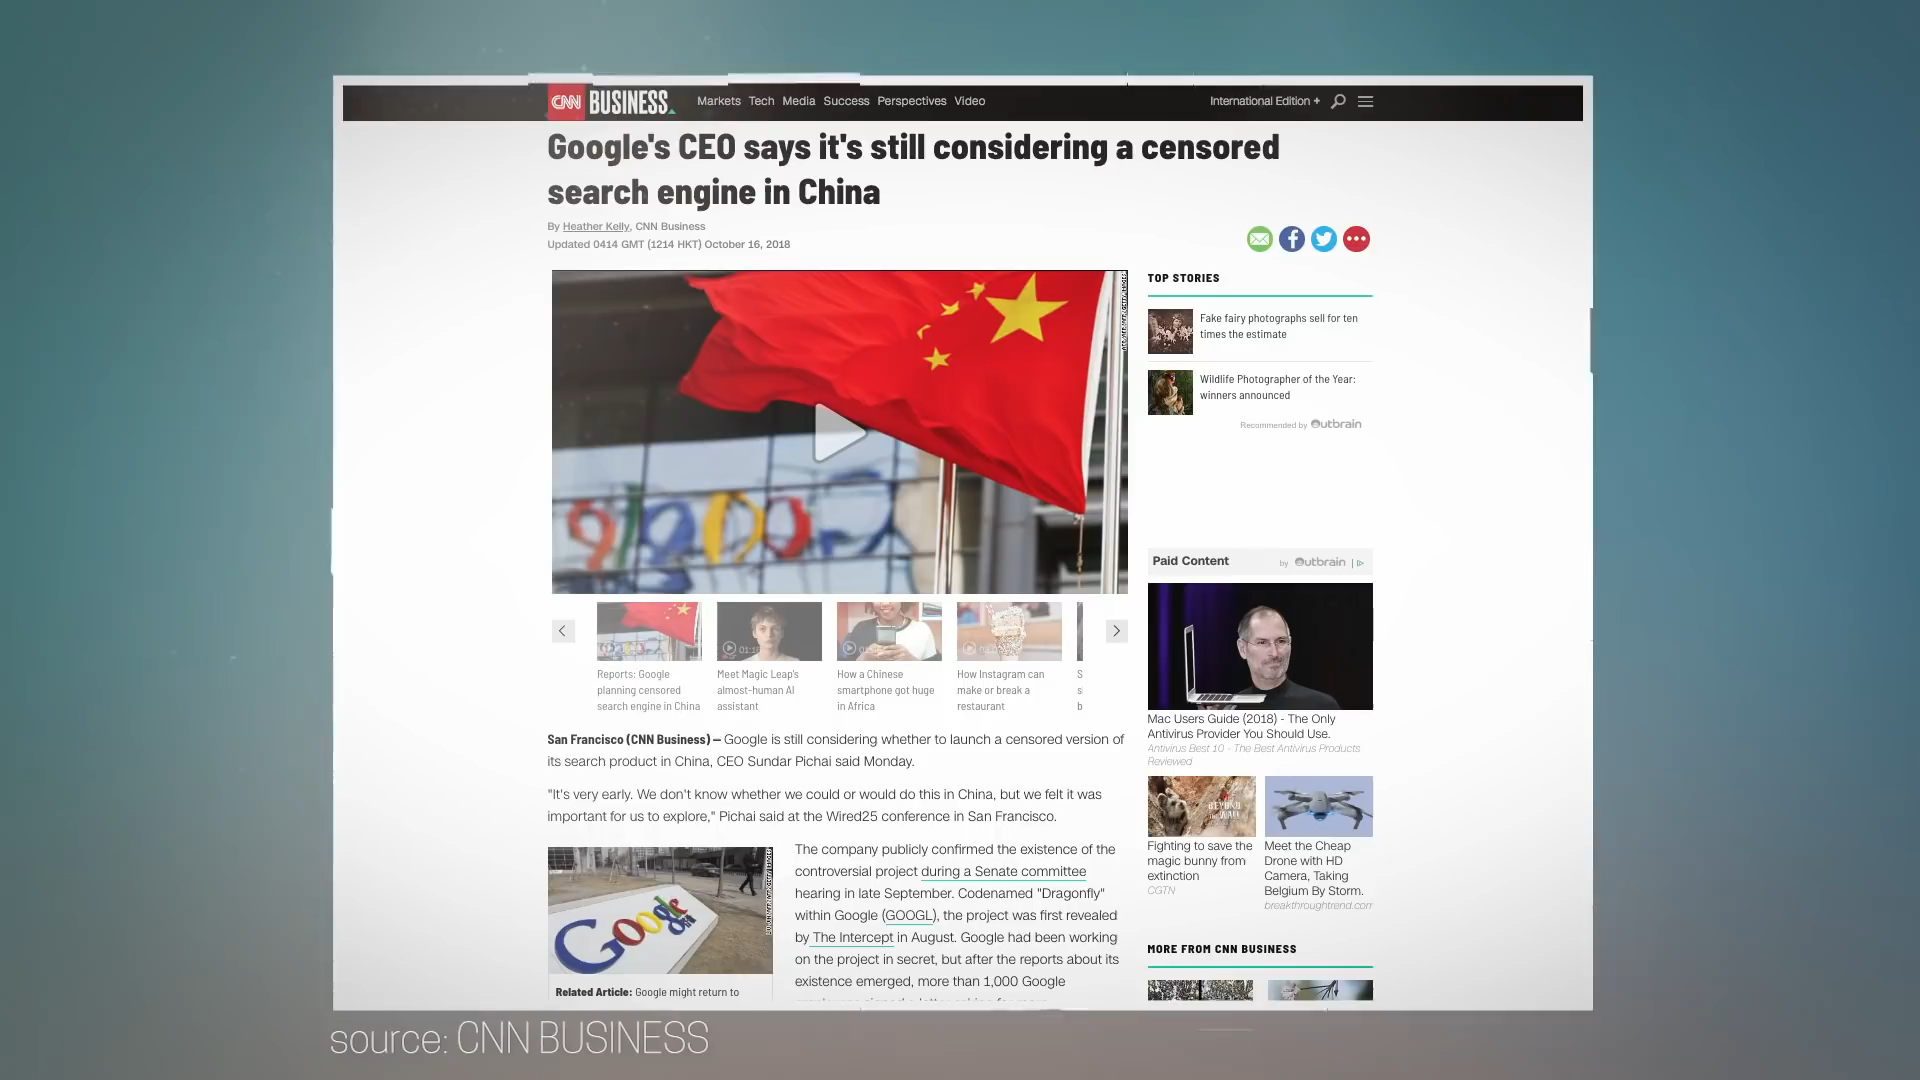 CNN BUSINESS
Markets Tech Media Success Perspectives Video
International Edition +
Google's CEO says it's still considering a censored
search engine in China
By Heather Kelly, CNN Business
Updated 0414 GMT (1214 HKT) October 16, 2018
TOP STORIES
Fake fairy photographs sell for ten
times the estimate
Wildlife Photographer of the Year:
winners announced
Recommended by Outbrain
Google
Paid Content
by Outbrain
Reports: Google
planning censored
search engine in China
Meet Magic Leap's
almost-human AI
assistant
How a Chinese
smartphone got huge
in Africa
How Instagram can
make or break a
restaurant
S
s
b
San Francisco (CNN Business) — Google is still considering whether to launch a censored version of
its search product in China, CEO Sundar Pichai said Monday.
"It's very early. We don't know whether we could or would do this in China, but we felt it was
important for us to explore," Pichai said at the Wired25 conference in San Francisco.
Google
The company publicly confirmed the existence of the
controversial project during a Senate committee
hearing in late September. Codenamed "Dragonfly"
within Google (GOOGL), the project was first revealed
by The Intercept in August. Google had been working
on the project in secret, but after the reports about its
existence emerged, more than 1,000 Google
Related Article: Google might return to
Mac Users Guide (2018) - The Only
Antivirus Provider You Should Use.
Antivirus Best 10 - The Best Antivirus Products
Reviewed
BEYOND
THE WALL
Fighting to save the
magic bunny from
extinction
CGTN
Meet the Cheap
Drone with HD
Camera, Taking
Belgium By Storm.
breakthroughtrend.com
MORE FROM CNN BUSINESS
source: CNN BUSINESS